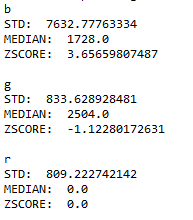 b
STD:  7632.77763334
MEDIAN:  1728.0
ZSCORE:  3.65659807487
g
STD:  833.628928481
MEDIAN:  2504.0
ZSCORE:  -1.12280172631
r
STD:  809.222742142
MEDIAN:  0.0
ZSCORE:  0.0